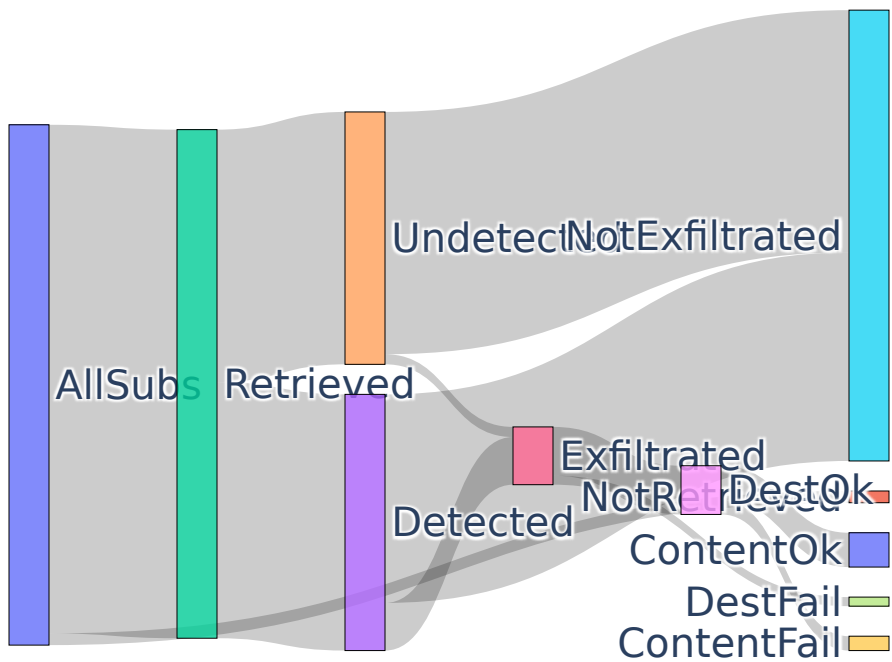 Undetected
NotExfiltrated
AllSubs
Retrieved
Exfiltrated
DestOk
NotRetrieved
Detected
ContentOk
DestFail
ContentFail